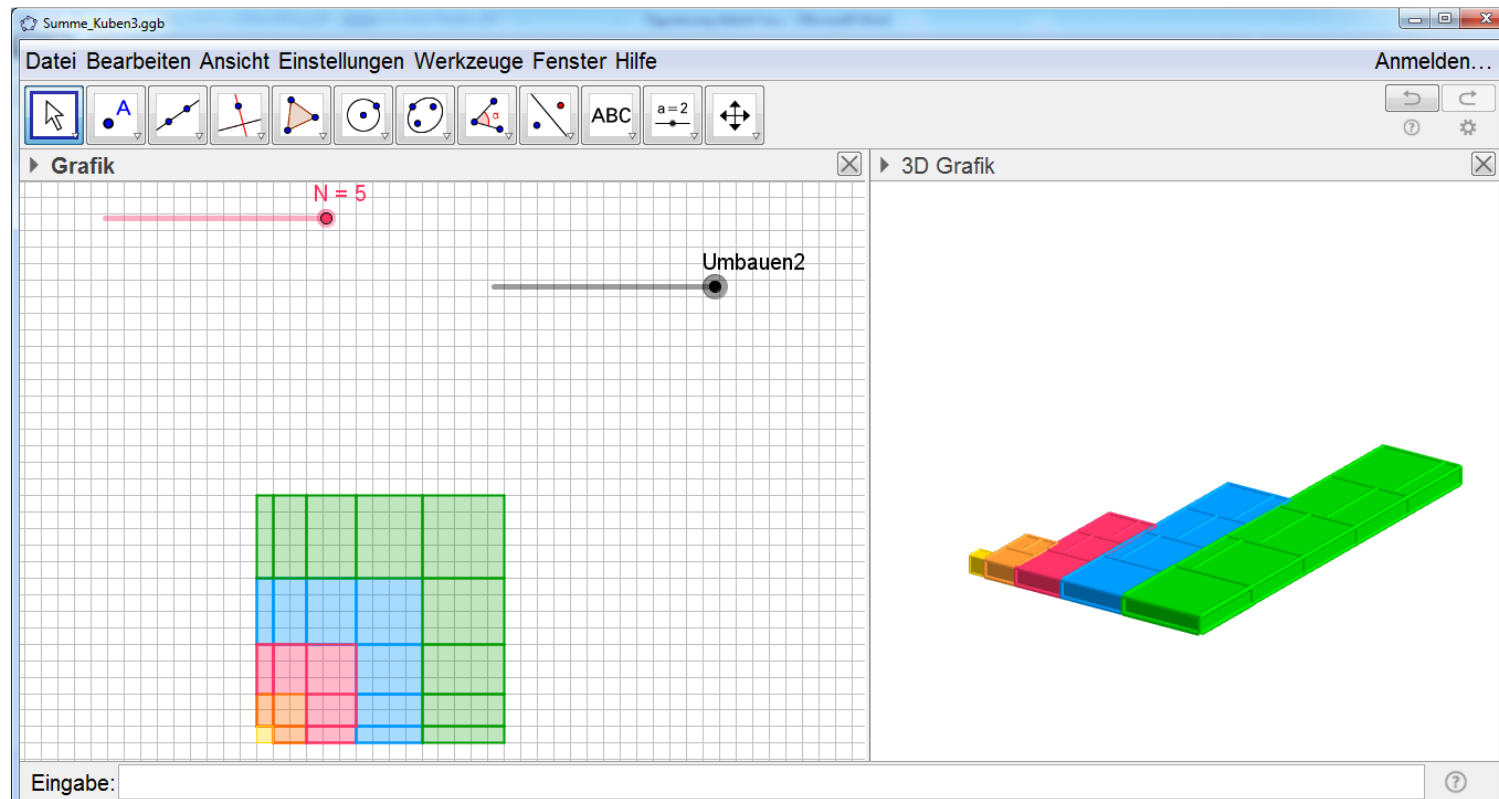 Summe_Kuben3.ggb
Datei Bearbeiten Ansicht Einstellungen Werkzeuge Fenster Hilfe
Anmelden...
A
α
ABC
a=2
Grafik
3D Grafik
N = 5
Umbauen2
Eingabe: